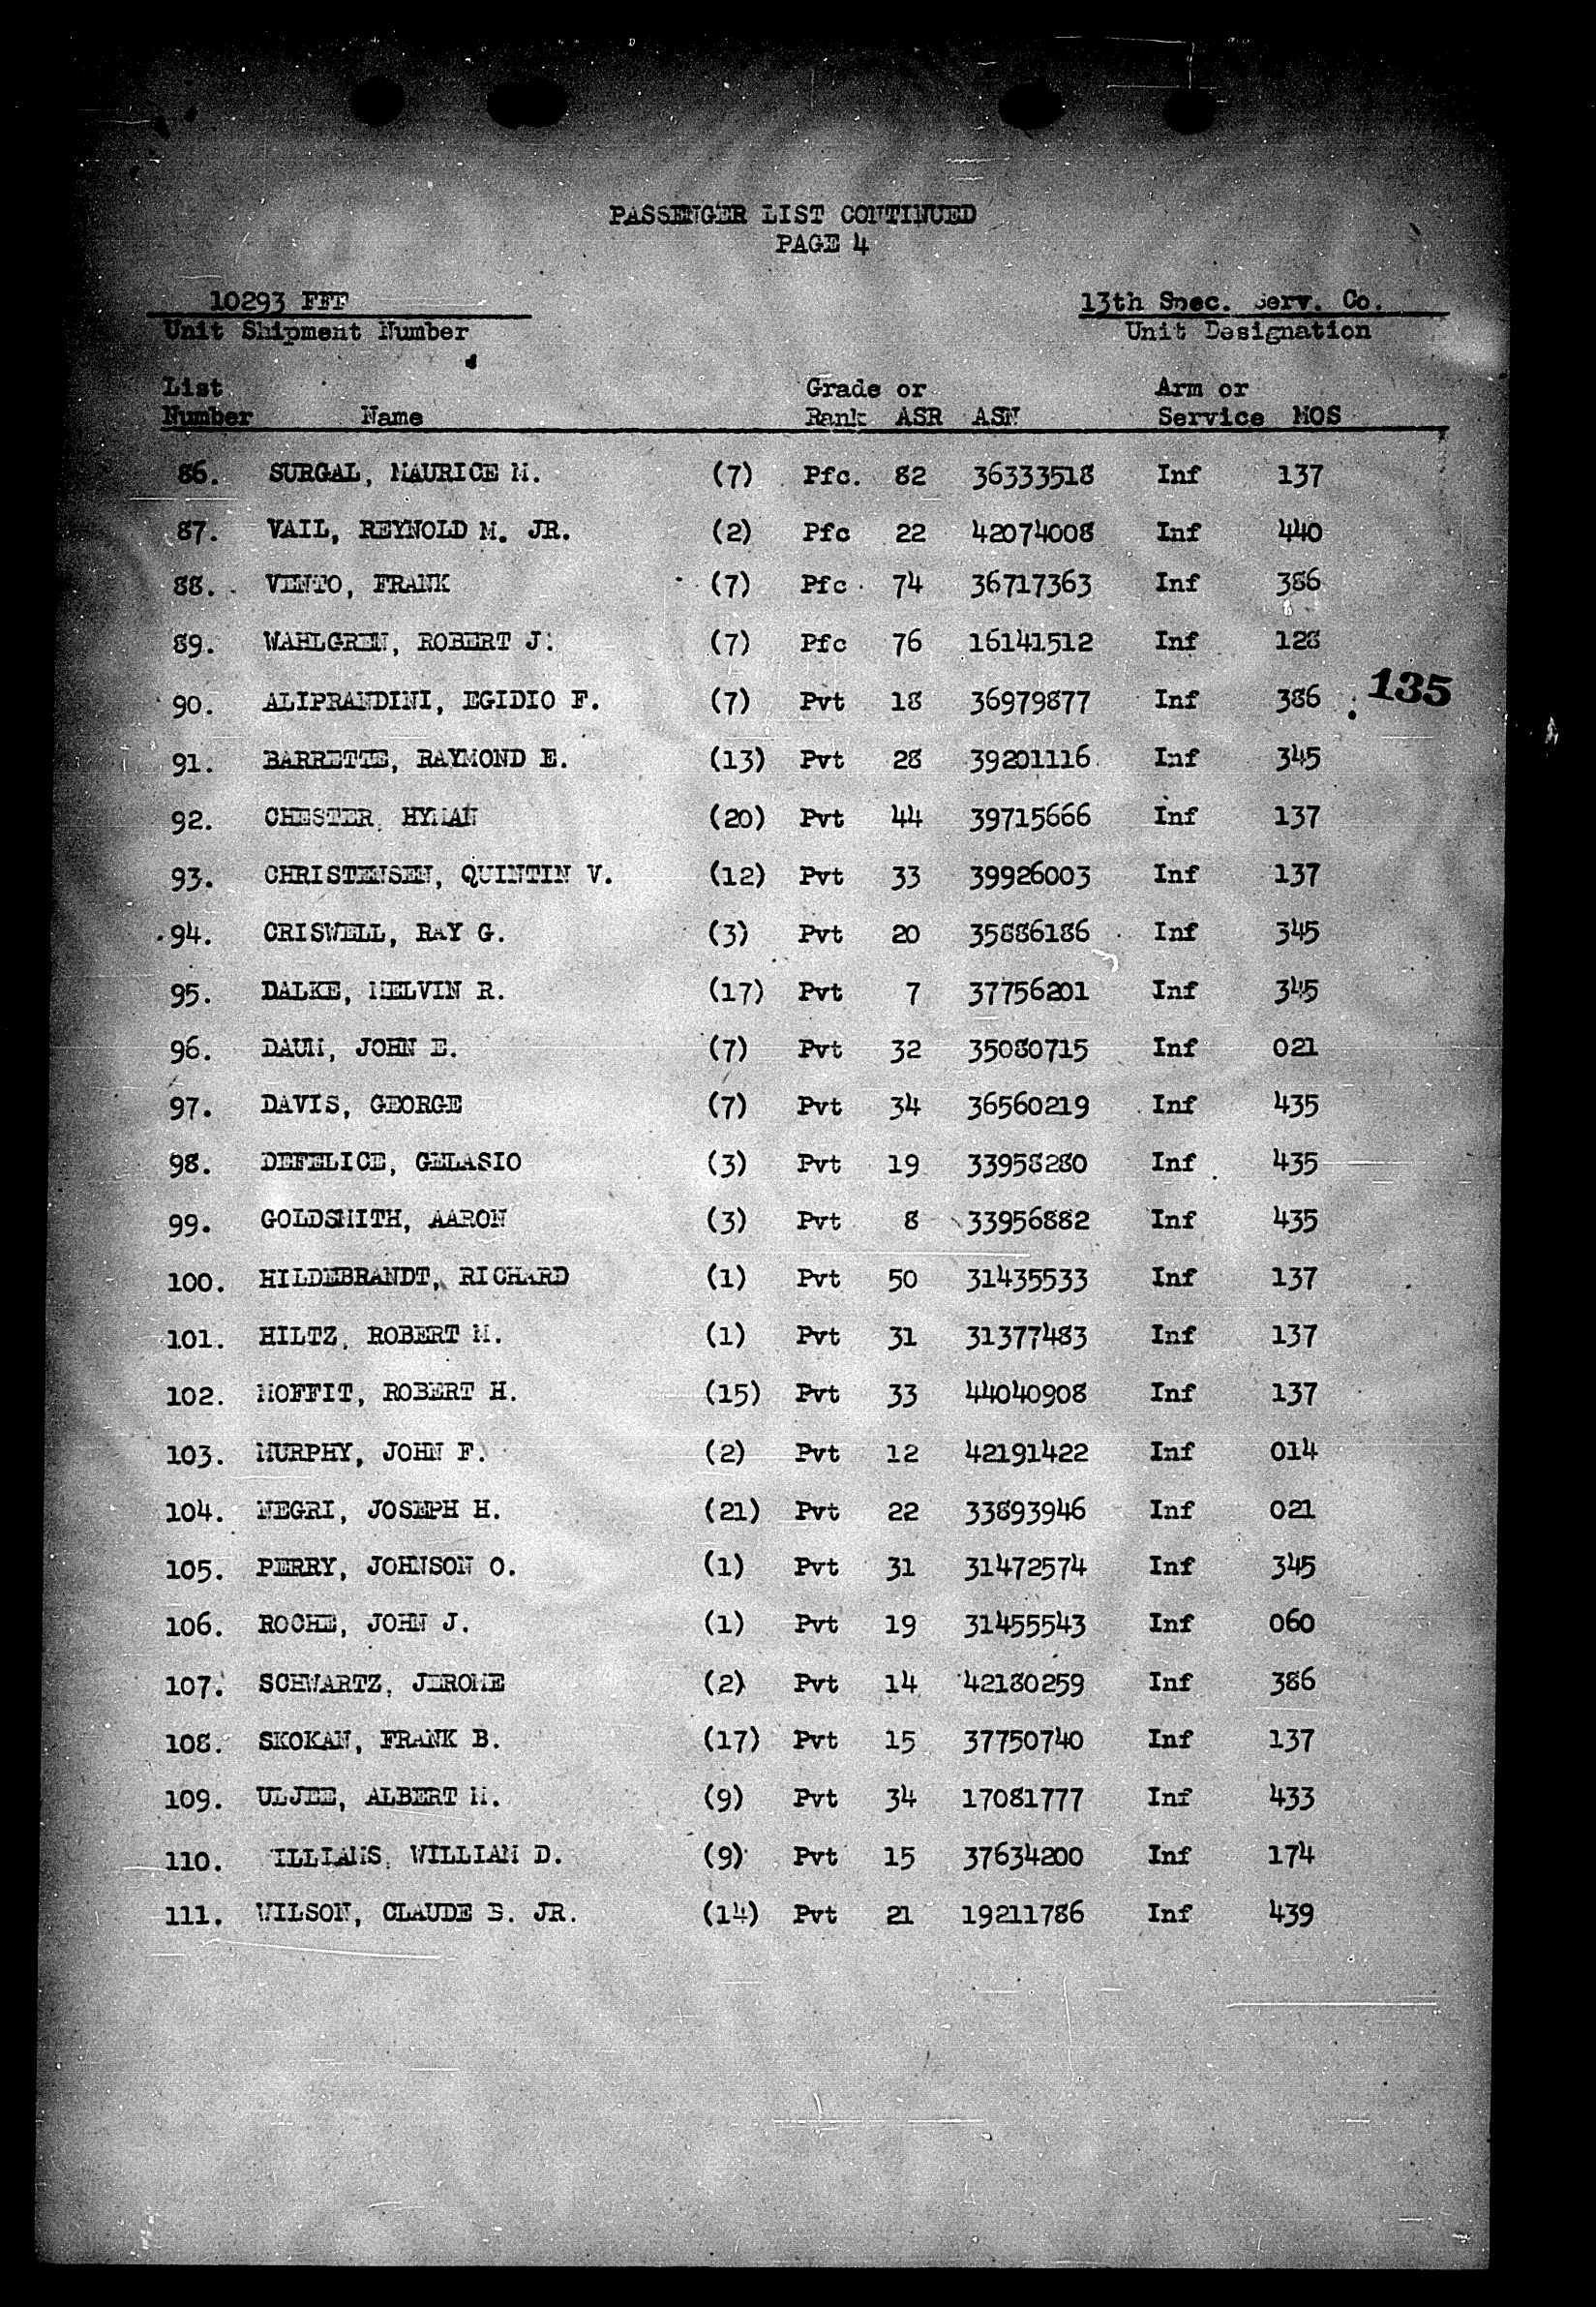 PASSENGER LIST CONTINUED
PAGE 4
10293 FFT 13th Spec. Serv. Co.
Unit Shipment Number Unit Designation
List Grade or Arm or
Number Name Rank ASR ASN Service MOS
86. SURGAL, MAURICE M. (7) Pfc. 82 36333518 Inf 137
87. VAIL, REYNOLD M. JR. (2) Pfc 22 42074008 Inf 440
88. VENTO, FRANK (7) Pfc 74 36717363 Inf 386
89. WAHLGREN, ROBERT J. (7) Pfc 76 16141512 Inf 128
90. ALIPRANDINI, EGIDIO F. (7) Pvt 18 36979877 Inf 386
135
91. BARRETTE, RAYMOND E. (13) Pvt 28 39201116 Inf 345
92. CHESTER, HYMAN (20) Pvt 44 39715666 Inf 137
93. CHRISTENSEN, QUINTIN V. (12) Pvt 33 39926003 Inf 137
94. CRISWELL, RAY G. (3) Pvt 20 35886186 Inf 345
95. DALKE, MELVIN R. (17) Pvt 7 37756201 Inf 345
96. DAUM, JOHN E. (7) Pvt 32 35080715 Inf 021
97. DAVIS, GEORGE (7) Pvt 34 36560219 Inf 435
98. DEFELICE, GELASIO (3) Pvt 19 33958280 Inf 435
99. GOLDSMITH, AARON (3) Pvt 8 33956882 Inf 435
100. HILDEBRANDT, RICHARD (1) Pvt 50 31435533 Inf 137
101. HILTZ, ROBERT M. (1) Pvt 31 31377483 Inf 137
102. MOFFIT, ROBERT H. (15) Pvt 33 44040908 Inf 137
103. MURPHY, JOHN F. (2) Pvt 12 42191422 Inf 014
104. NEGRI, JOSEPH H. (21) Pvt 22 33893946 Inf 021
105. PERRY, JOHNSON O. (1) Pvt 31 31472574 Inf 345
106. ROCHE, JOHN J. (1) Pvt 19 31455543 Inf 060
107. SCHWARTZ, JEROME (2) Pvt 14 42180259 Inf 386
108. SKOKAN, FRANK B. (17) Pvt 15 37750740 Inf 137
109. ULJEE, ALBERT M. (9) Pvt 34 17081777 Inf 433
110. WILLIAMS, WILLIAM D. (9) Pvt 15 37634200 Inf 174
111. WILSON, CLAUDE B. JR. (14) Pvt 21 19211786 Inf 439